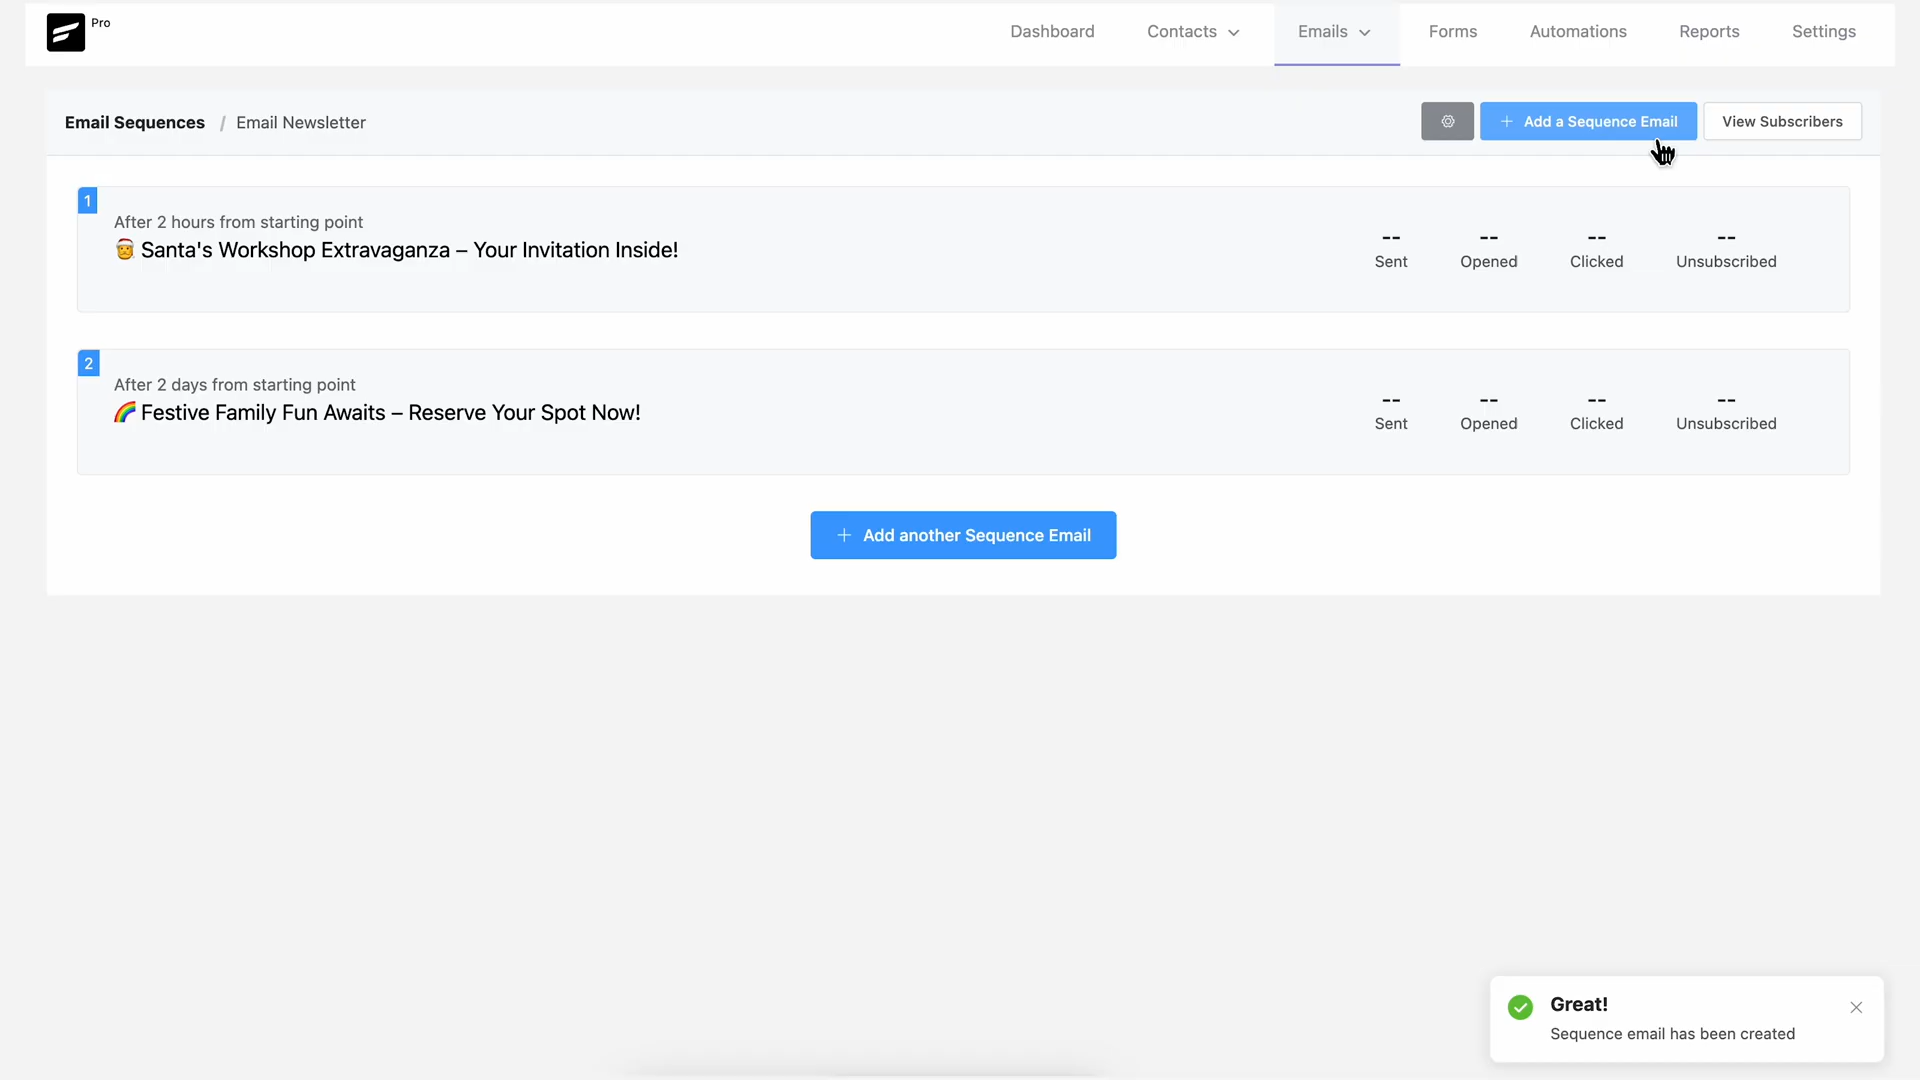 Pro
Dashboard
Contacts
Emails
Forms
Automations
Reports
Settings
Email Sequences / Email Newsletter
+ Add a Sequence Email
View Subscribers
1
After 2 hours from starting point
🎅 Santa's Workshop Extravaganza – Your Invitation Inside!
-- Sent
-- Opened
-- Clicked
-- Unsubscribed
2
After 2 days from starting point
🌈 Festive Family Fun Awaits – Reserve Your Spot Now!
-- Sent
-- Opened
-- Clicked
-- Unsubscribed
+ Add another Sequence Email
Great!
Sequence email has been created